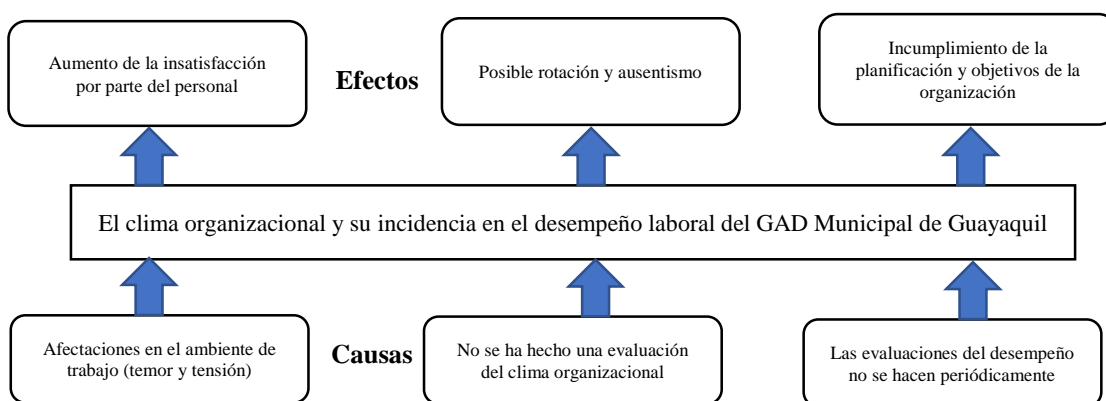 Aumento de la insatisfacción
por parte del personal
Efectos
Posible rotación y ausentismo
Incumplimiento de la
planificación y objetivos de la
organización
El clima organizacional y su incidencia en el desempeño laboral del GAD Municipal de Guayaquil
Afectaciones en el ambiente de
trabajo (temor y tensión)
Causas
No se ha hecho una evaluación
del clima organizacional
Las evaluaciones del desempeño
no se hacen periódicamente